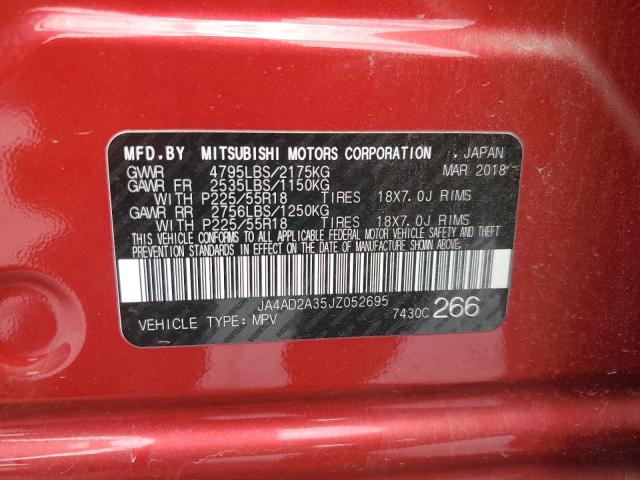 MFD.BY MITSUBISHI MOTORS CORPORATION . JAPAN
GVWR 4795LBS/2175KG MAR 2018
GAWR FR 2535LBS/1150KG
WITH P225/55R18 TIRES 18X7.0J RIMS
GAWR RR 2756LBS/1250KG
WITH P225/55R18 TIRES 18X7.0J RIMS
THIS VEHICLE CONFORMS TO ALL APPLICABLE FEDERAL MOTOR VEHICLE SAFETY AND THEFT
PREVENTION STANDARDS IN EFFECT ON THE DATE OF MANUFACTURE SHOWN ABOVE.
JA4AD2A35JZ052695
VEHICLE TYPE: MPV 7430C 266